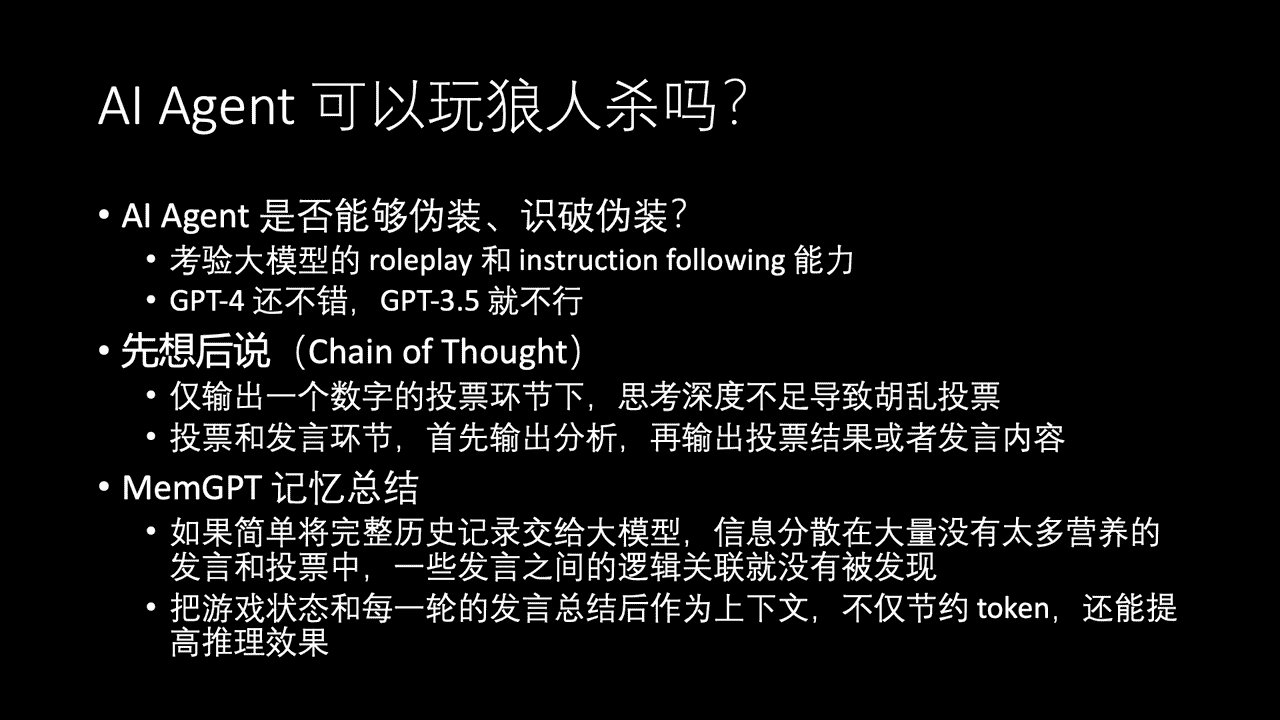 AI Agent 可以玩狼人杀吗？
• AI Agent 是否能够伪装、识破伪装？
• 考验大模型的 roleplay 和 instruction following 能力
• GPT-4 还不错，GPT-3.5 就不行
• 先想后说（Chain of Thought）
• 仅输出一个数字的投票环节下，思考深度不足导致胡乱投票
• 投票和发言环节，首先输出分析，再输出投票结果或者发言内容
• MemGPT 记忆总结
• 如果简单将完整历史记录交给大模型，信息分散在大量没有太多营养的
发言和投票中，一些发言之间的逻辑关联就没有被发现
• 把游戏状态和每一轮的发言总结后作为上下文，不仅节约 token，还能提
高推理效果